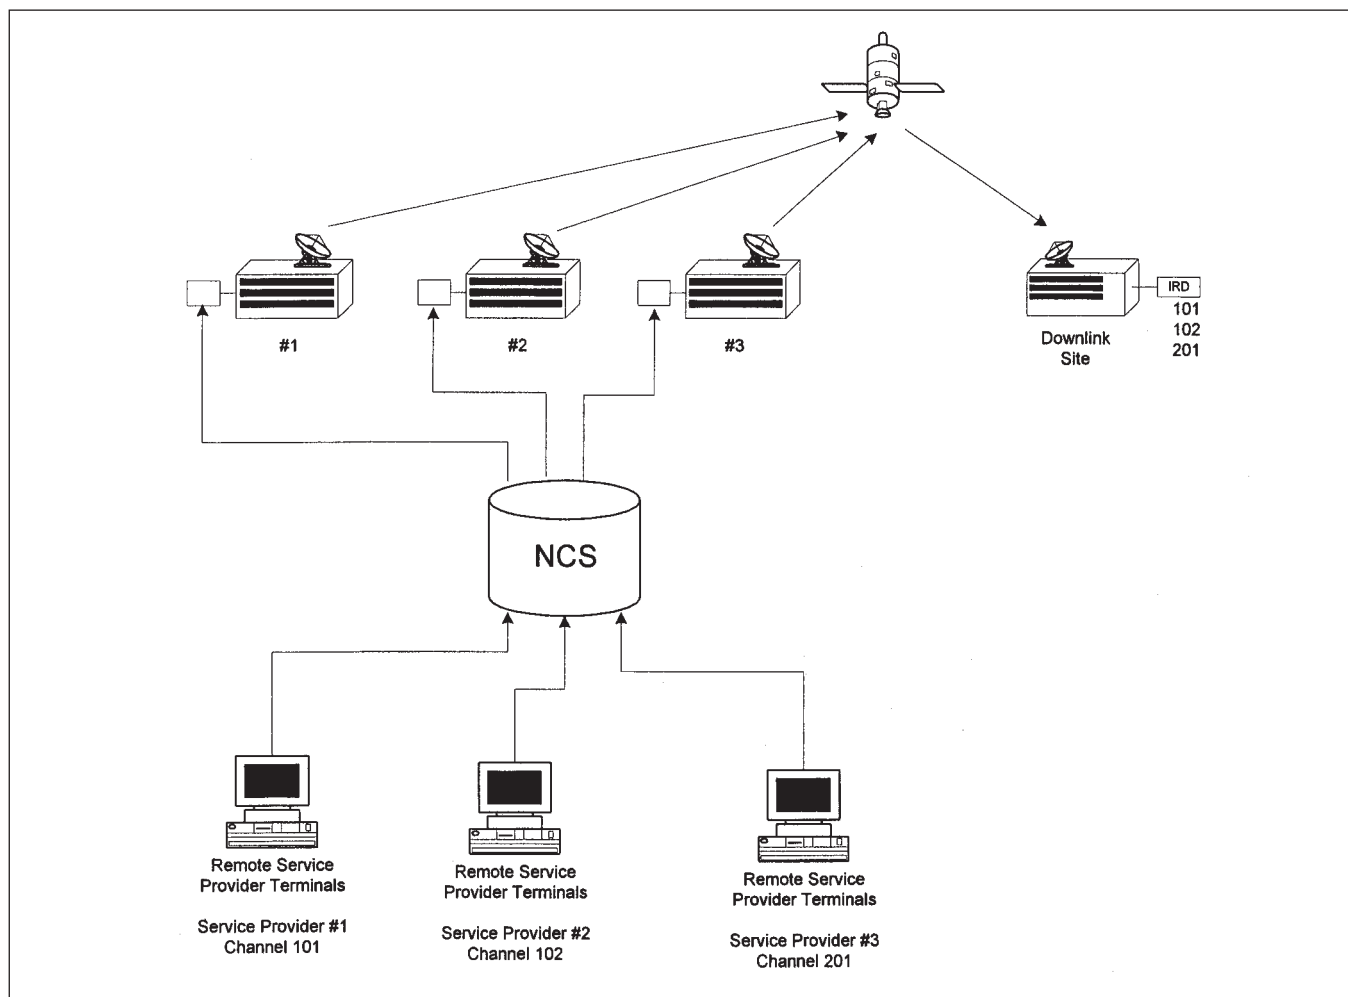 IRD
101
102
201
#1
#2
#3
Downlink
Site
NCS
Remote Service
Provider Terminals
Service Provider #1
Channel 101
Remote Service
Provider Terminals
Service Provider #2
Channel 102
Remote Service
Provider Terminals
Service Provider #3
Channel 201